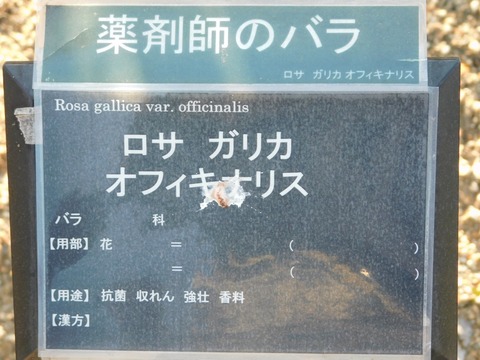 薬剤師のバラ
ロサ ガリカ オフィキナリス
Rosa gallica var. officinalis
ロサ ガリカ
オフィキナリス
バラ 科
【用部】 花 = ( )
= ( )
【用途】 抗菌 収れん 強壮 香料
【漢方】